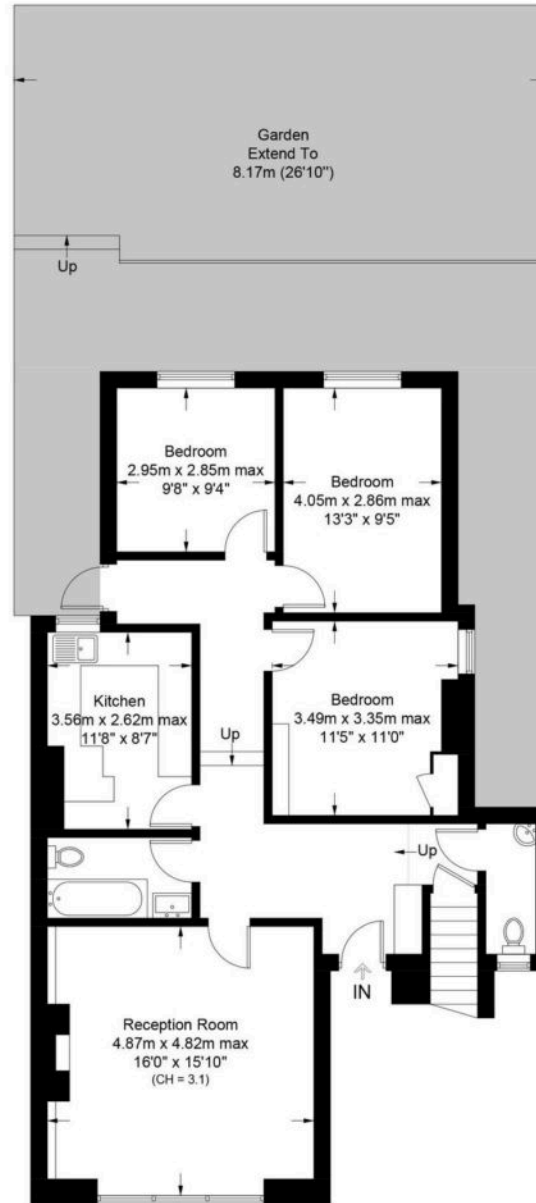 Garden
Extend To
8.17m (26'10")
Up
Bedroom
2.95m x 2.85m max
9'8" x 9'4"
Bedroom
4.05m x 2.86m max
13'3" x 9'5"
Kitchen
3.56m x 2.62m max
11'8" x 8'7"
Up
Bedroom
3.49m x 3.35m max
11'5" x 11'0"
Up
IN
Reception Room
4.87m x 4.82m max
16'0" x 15'10"
(CH = 3.1)